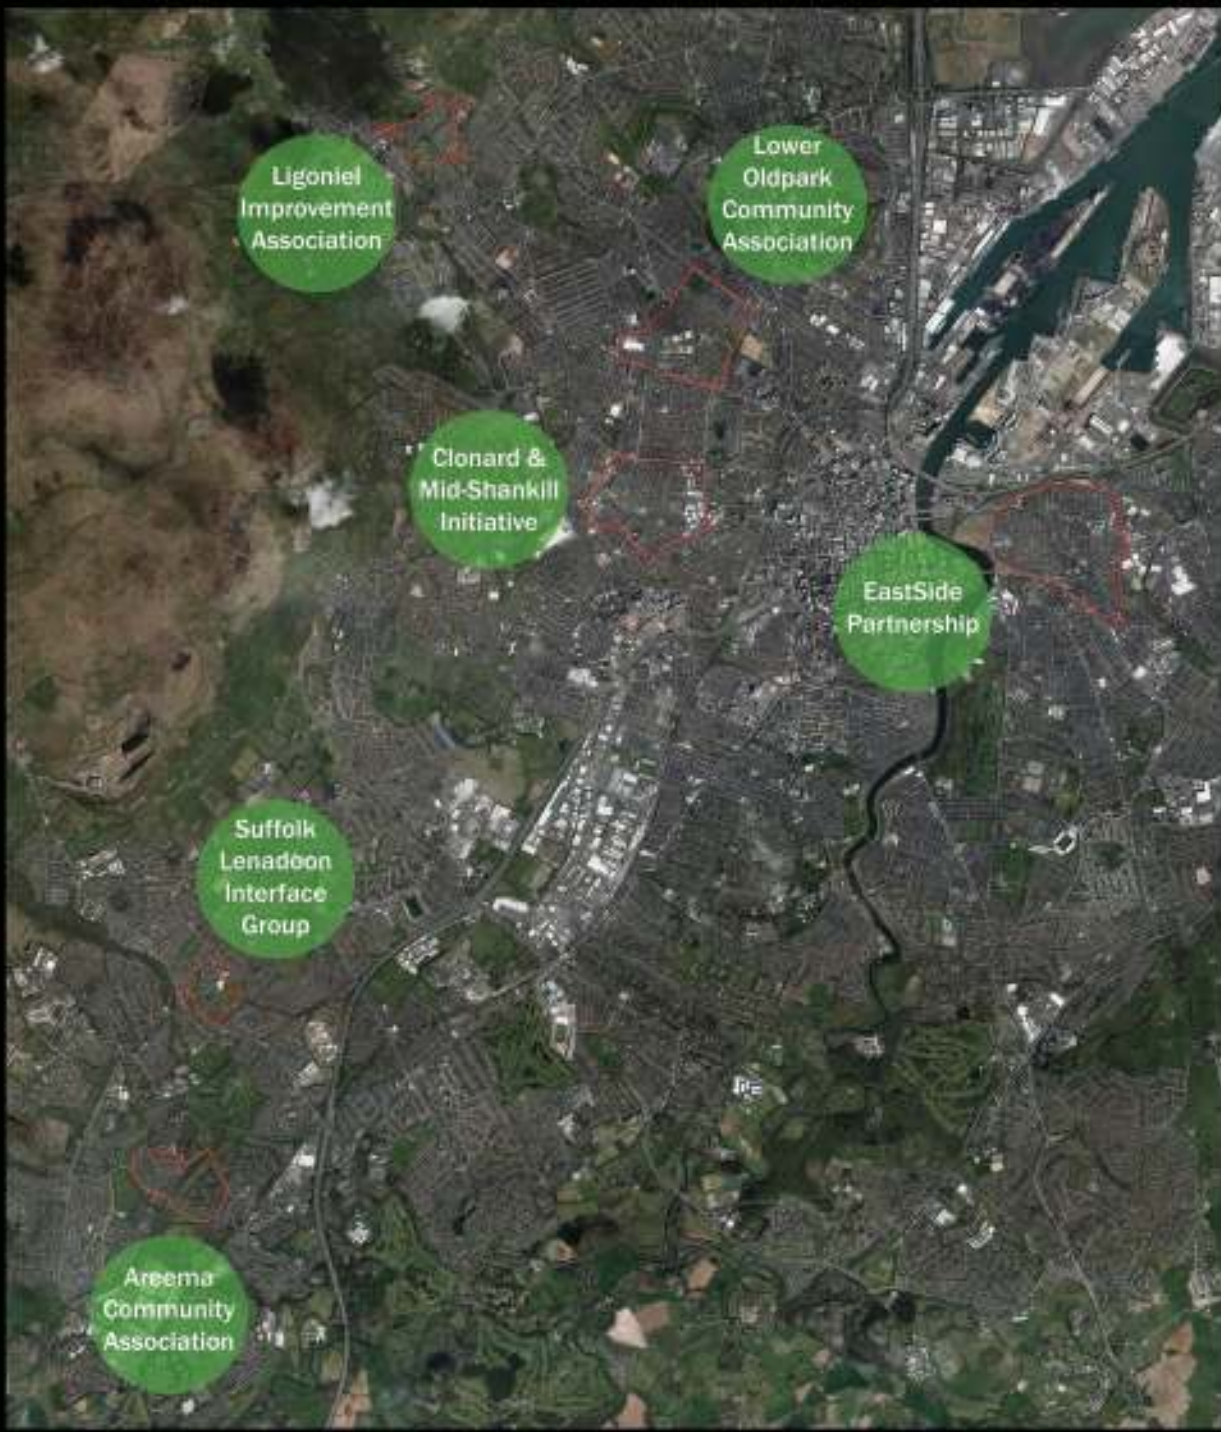 Ligoniel
Improvement
Association
Lower
Oldpark
Community
Association
Clonard &
Mid-Shankill
Initiative
EastSide
Partnership
Suffolk
Lenadoon
Interface
Group
Areema
Community
Association